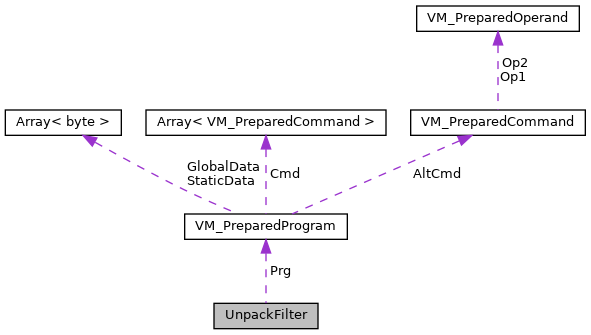 VM_PreparedOperand
Op2
Op1
Array< byte >
Array< VM_PreparedCommand >
VM_PreparedCommand
GlobalData
StaticData
Cmd
AltCmd
VM_PreparedProgram
Prg
UnpackFilter